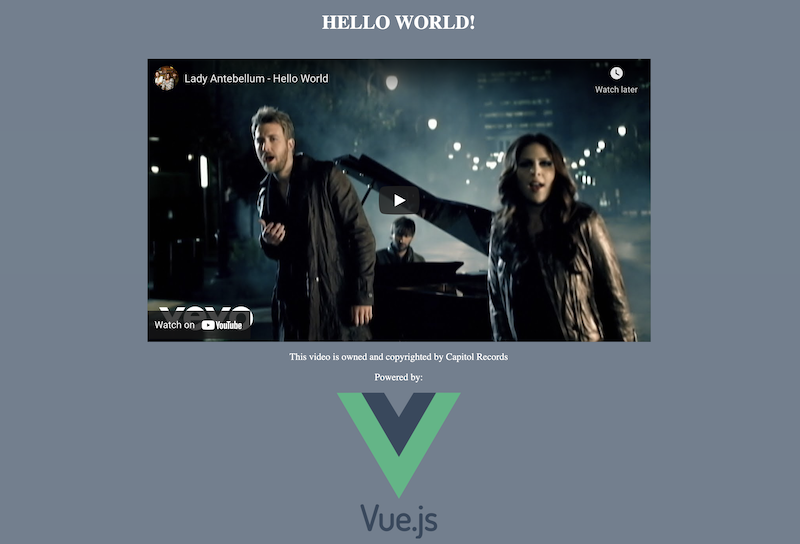 HELLO WORLD!
Lady Antebellum - Hello World
Watch later
vevo
Watch on YouTube
This video is owned and copyrighted by Capitol Records
Powered by:
Vue.js